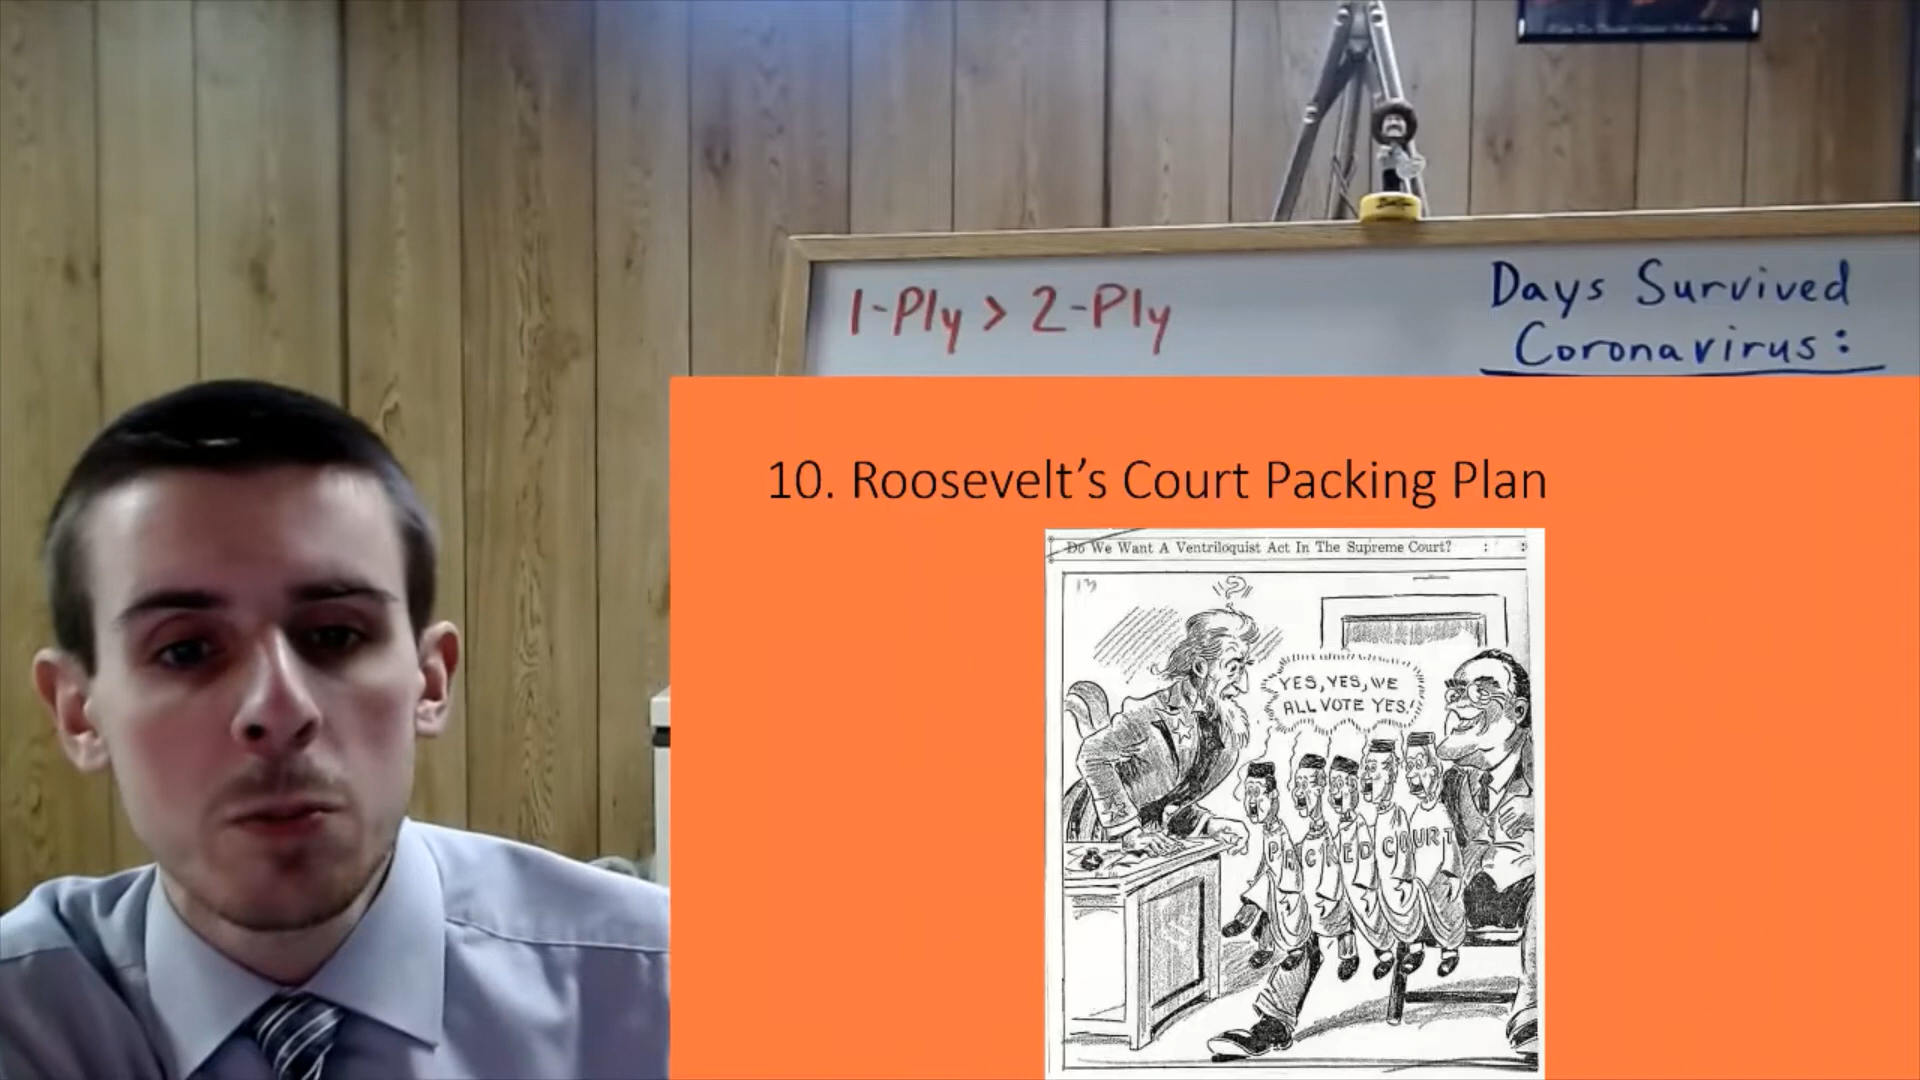 1-Ply > 2-Ply
Days Survived
Coronavirus:
10. Roosevelt's Court Packing Plan
Do We Want A Ventriloquist Act In The Supreme Court?
13
?
YES, YES, WE
ALL VOTE YES!
PACKED COURT